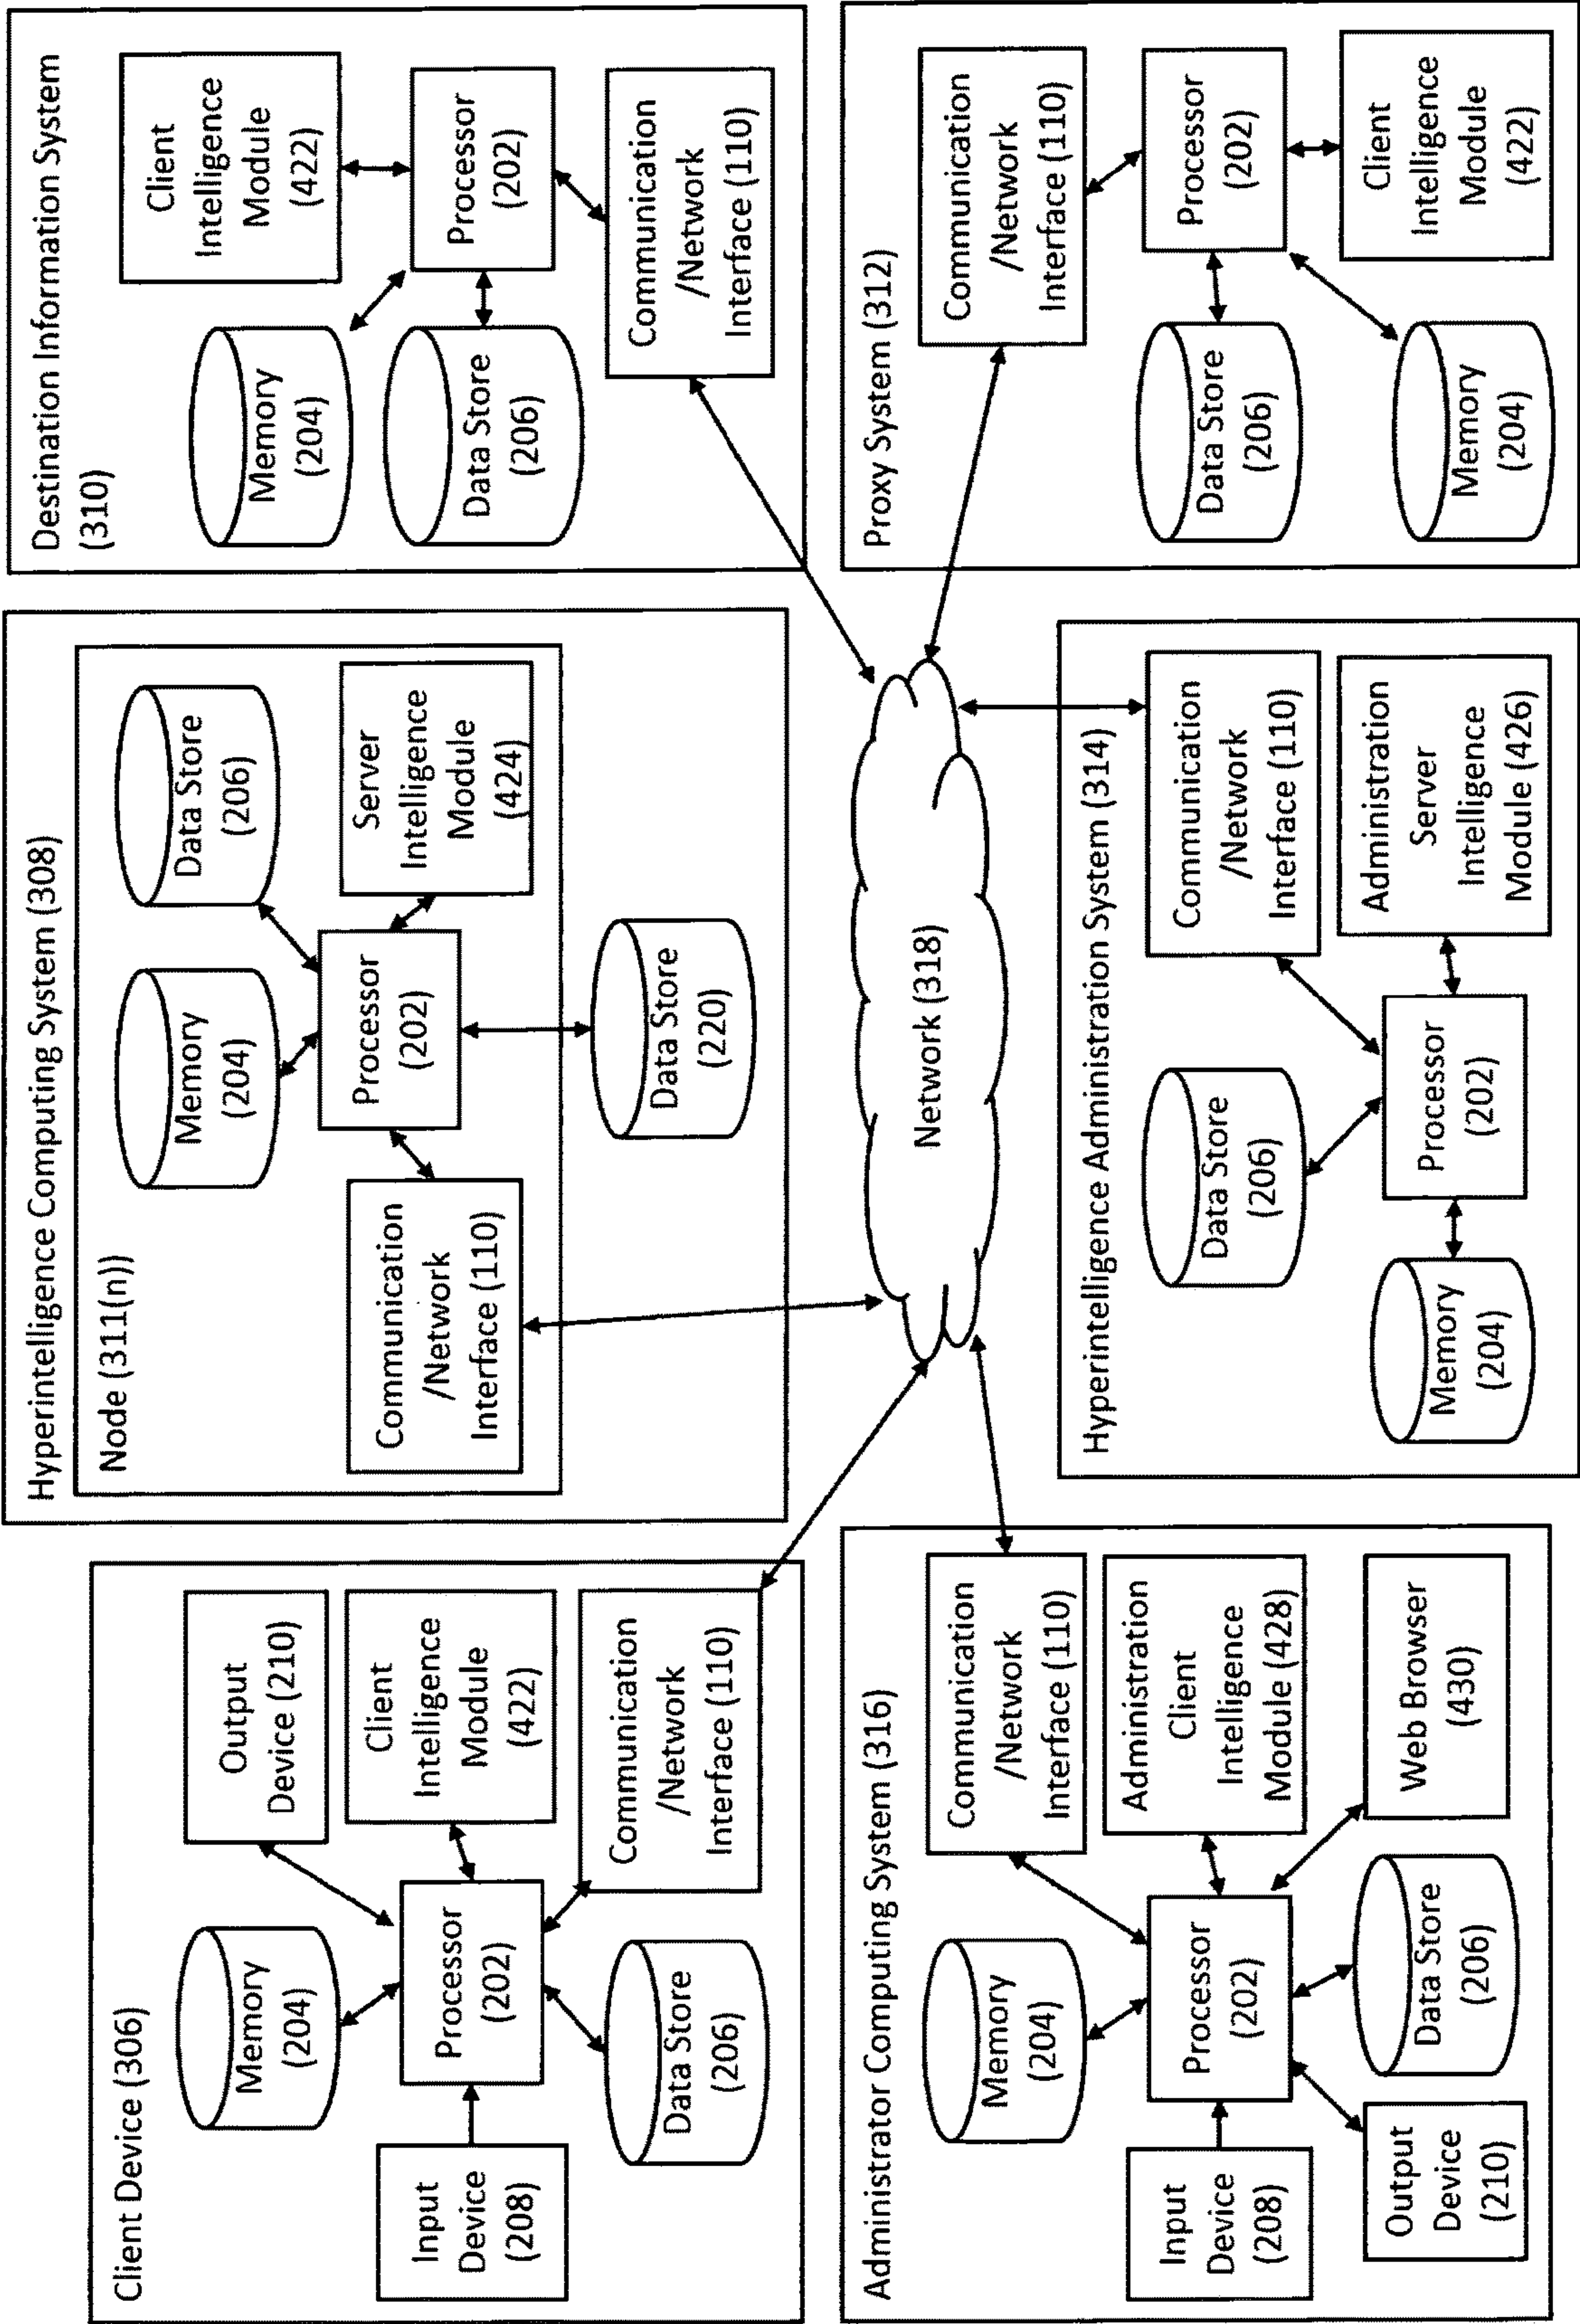 Client Device (306)
Memory
(204)
Output
Device (210)
Input
Device
(208)
Processor
(202)
Client
Intelligence
Module
(422)
Data Store
(206)
Communication
/Network
Interface (110)
Hyperintelligence Computing System (308)
Node (311(n))
Memory
(204)
Data Store
(206)
Communication
/Network
Interface (110)
Processor
(202)
Server
Intelligence
Module
(424)
Data Store
(220)
Destination Information System
(310)
Memory
(204)
Client
Intelligence
Module
(422)
Data Store
(206)
Processor
(202)
Communication
/Network
Interface (110)
Network (318)
Administrator Computing System (316)
Memory
(204)
Communication
/Network
Interface (110)
Input
Device
(208)
Processor
(202)
Administration
Client
Intelligence
Module (428)
Output
Device
(210)
Data Store
(206)
Web Browser
(430)
Hyperintelligence Administration System (314)
Data Store
(206)
Communication
/Network
Interface (110)
Memory
(204)
Processor
(202)
Administration
Server
Intelligence
Module (426)
Proxy System (312)
Communication
/Network
Interface (110)
Data Store
(206)
Processor
(202)
Memory
(204)
Client
Intelligence
Module
(422)